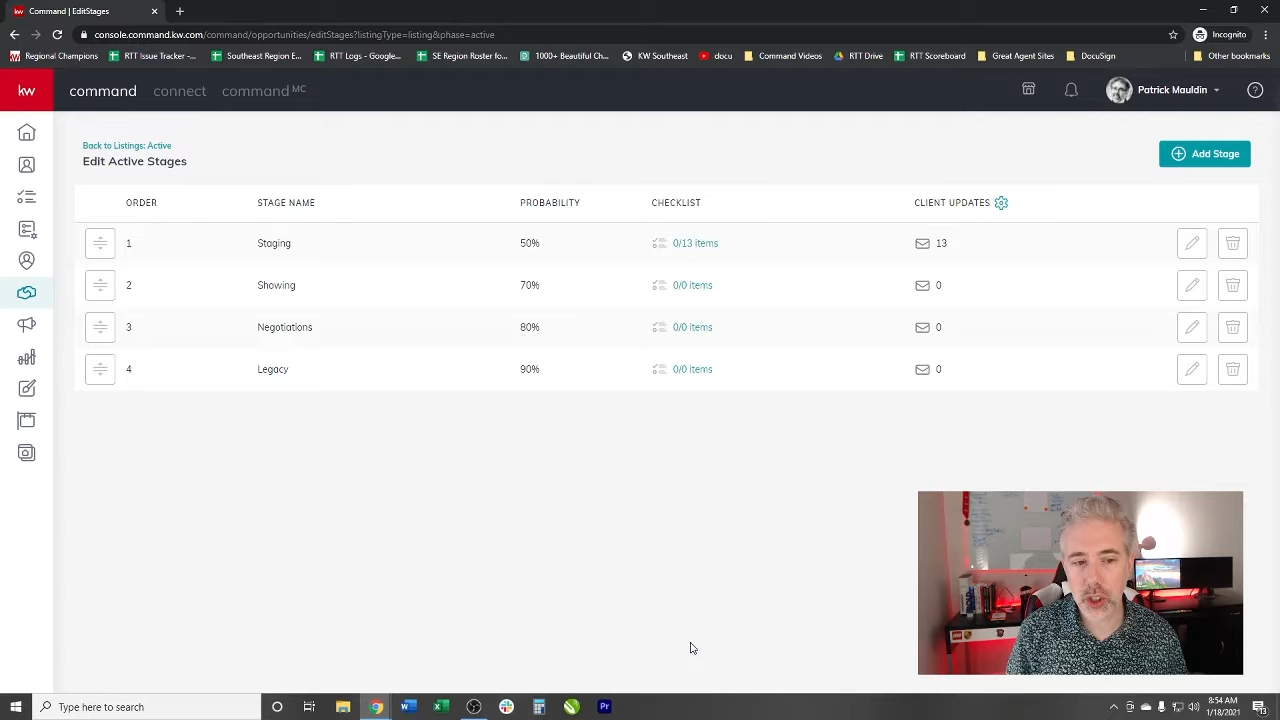 Command | EditStages
console.command.kw.com/command/opportunities/editStages?listingType=listing&phase=active
Incognito
Regional Champions
RTT Issue Tracker -...
Southeast Region E...
RTT Logs - Google...
SE Region RTT For...
1000+ Beautiful Ch...
KW Southeast
docu
Command Videos
RTT Drive
RTT Scoreboard
Great Agent Sites
DocuSign
Other bookmarks
kw
command
connect
command MC
Patrick Mauldin
Back to Listings: Active
Edit Active Stages
Add Stage
ORDER STAGE NAME PROBABILITY CHECKLIST CLIENT UPDATES
1 Staging 50% 0/13 items 13
2 Showing 70% 0/0 items 0
3 Negotiations 80% 0/0 items 0
4 Legacy 90% 0/0 items 0
Type here to search
8:54 AM
1/18/2021